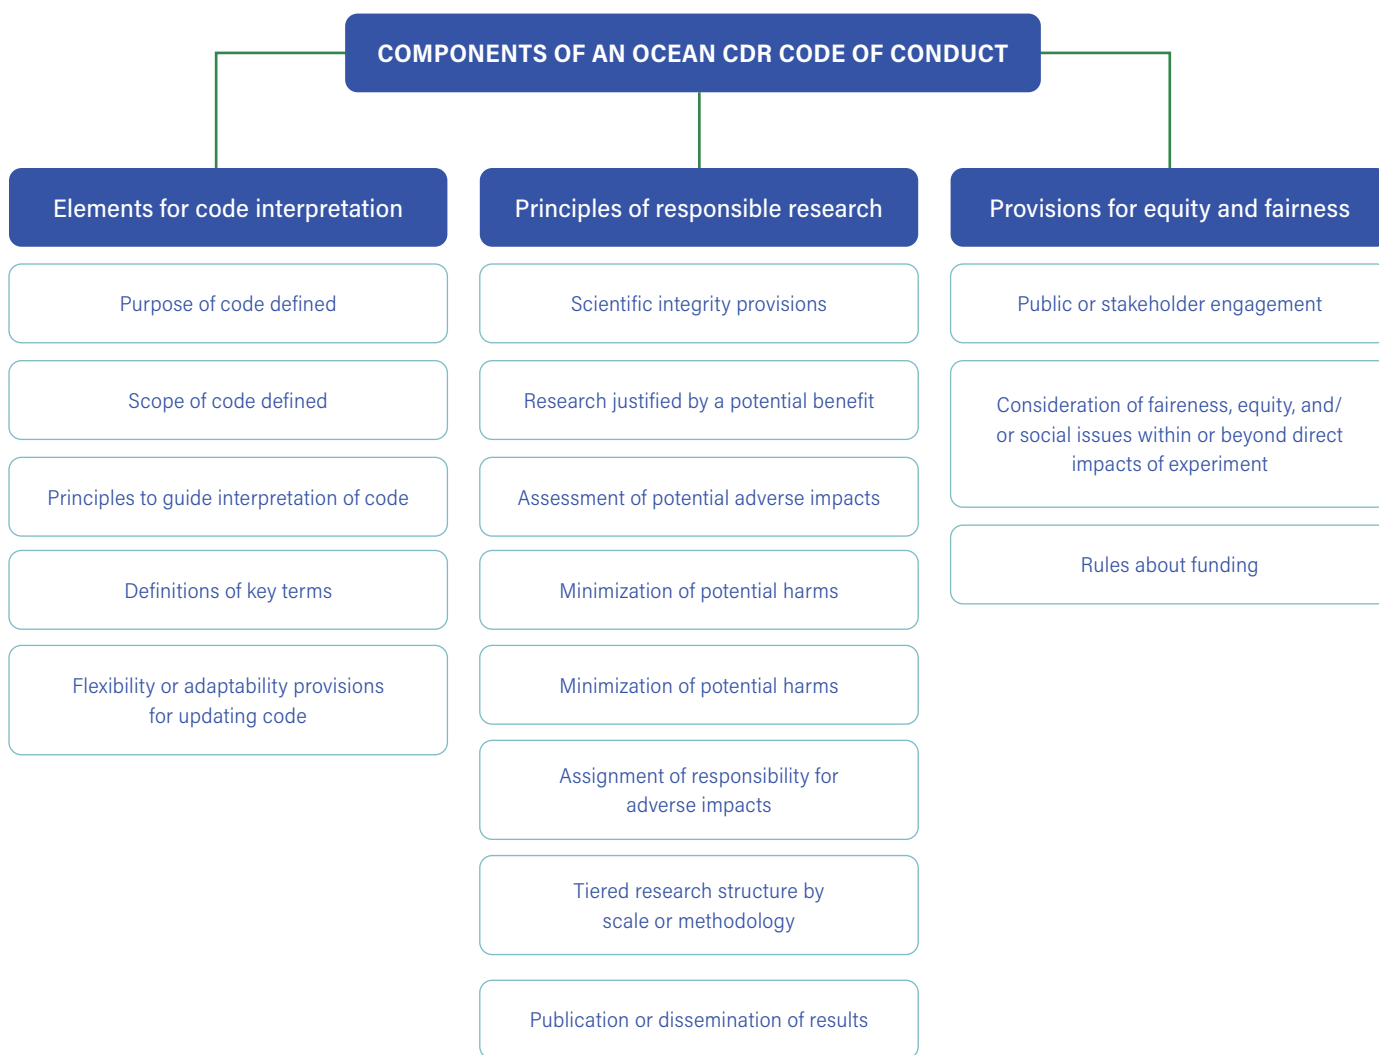 COMPONENTS OF AN OCEAN CDR CODE OF CONDUCT
Elements for code interpretation
Purpose of code defined
Scope of code defined
Principles to guide interpretation of code
Definitions of key terms
Flexibility or adaptability provisions
for updating code
Principles of responsible research
Scientific integrity provisions
Research justified by a potential benefit
Assessment of potential adverse impacts
Minimization of potential harms
Minimization of potential harms
Assignment of responsibility for
adverse impacts
Tiered research structure by
scale or methodology
Publication or dissemination of results
Provisions for equity and fairness
Public or stakeholder engagement
Consideration of faireness, equity, and/
or social issues within or beyond direct
impacts of experiment
Rules about funding